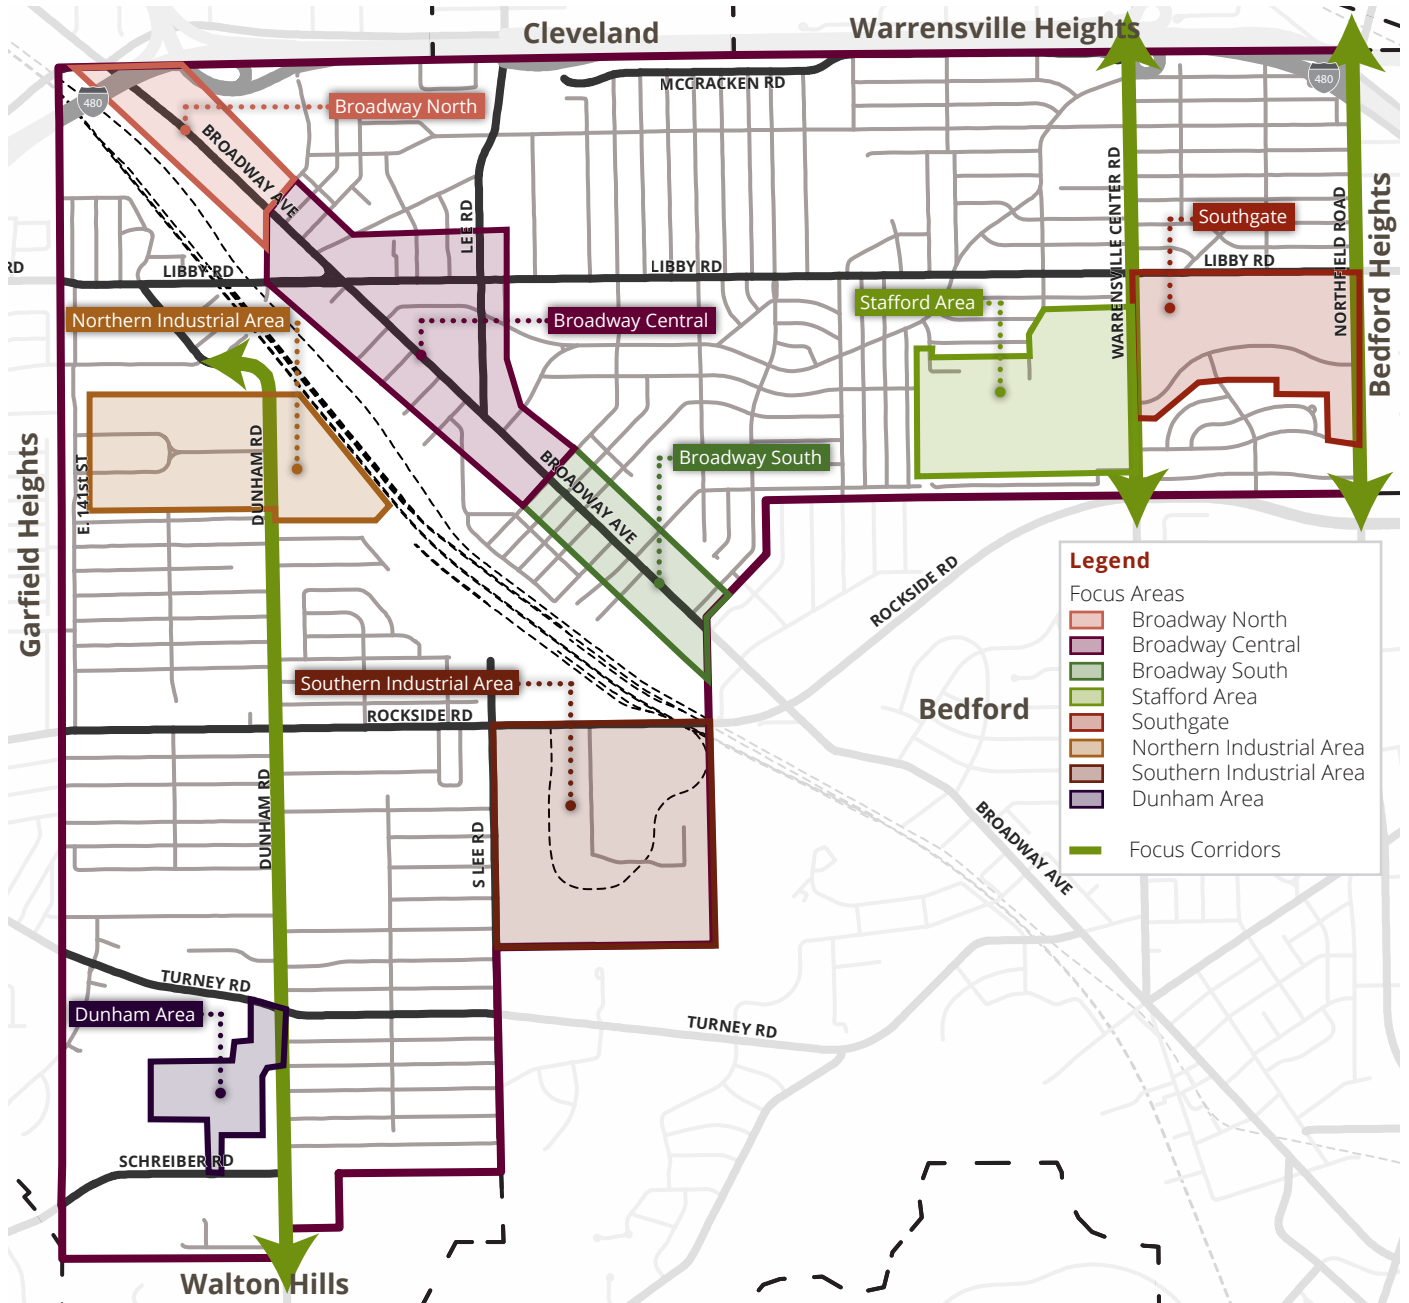 Cleveland
Warrensville Heights
480
480
MCCRACKEN RD
Broadway North
BROADWAY AVE
LEE RD
WARRENSVILLE CENTER RD
NORTHFIELD ROAD
Bedford Heights
Southgate
RD
LIBBY RD
LIBBY RD
LIBBY RD
Stafford Area
Northern Industrial Area
Broadway Central
Garfield Heights
E. 141st ST
DUNHAM RD
BROADWAY AVE
Broadway South
ROCKSIDE RD
Legend
Focus Areas
Broadway North
Broadway Central
Broadway South
Stafford Area
Southgate
Northern Industrial Area
Southern Industrial Area
Dunham Area
Focus Corridors
Southern Industrial Area
ROCKSIDE RD
Bedford
DUNHAM RD
S LEE RD
BROADWAY AVE
TURNEY RD
Dunham Area
TURNEY RD
SCHREIBER RD
Walton Hills